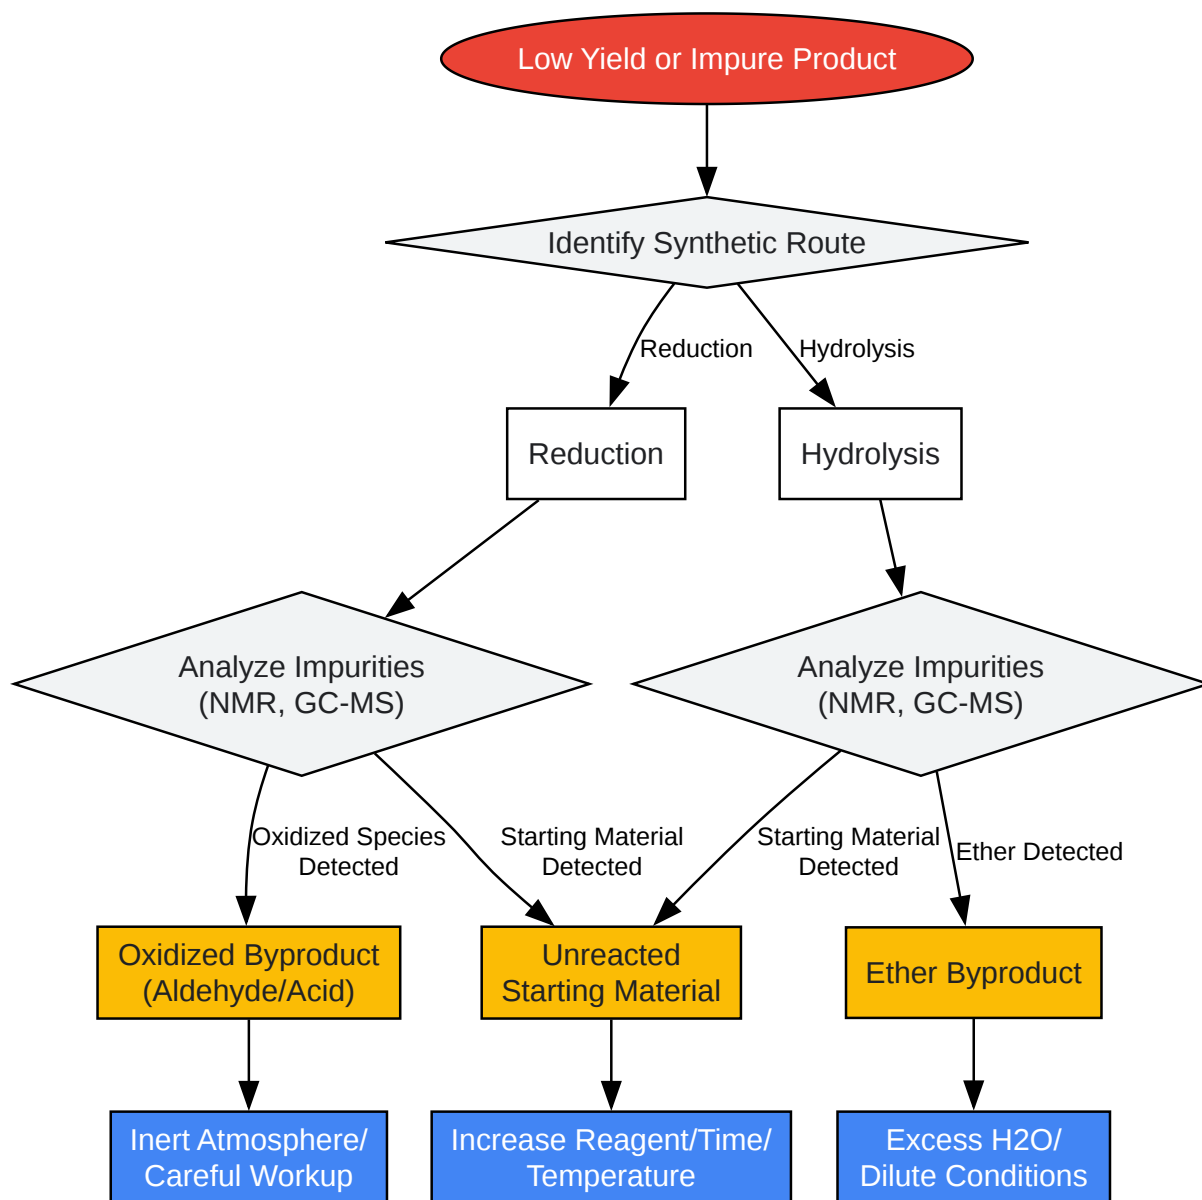 Low Yield or Impure Product
Identify Synthetic Route
Reduction
Hydrolysis
Reduction
Hydrolysis
Analyze Impurities
(NMR, GC-MS)
Analyze Impurities
(NMR, GC-MS)
Oxidized Species
Detected
Starting Material
Detected
Starting Material
Detected
Ether Detected
Oxidized Byproduct
(Aldehyde/Acid)
Unreacted
Starting Material
Ether Byproduct
Inert Atmosphere/
Careful Workup
Increase Reagent/Time/
Temperature
Excess H2O/
Dilute Conditions